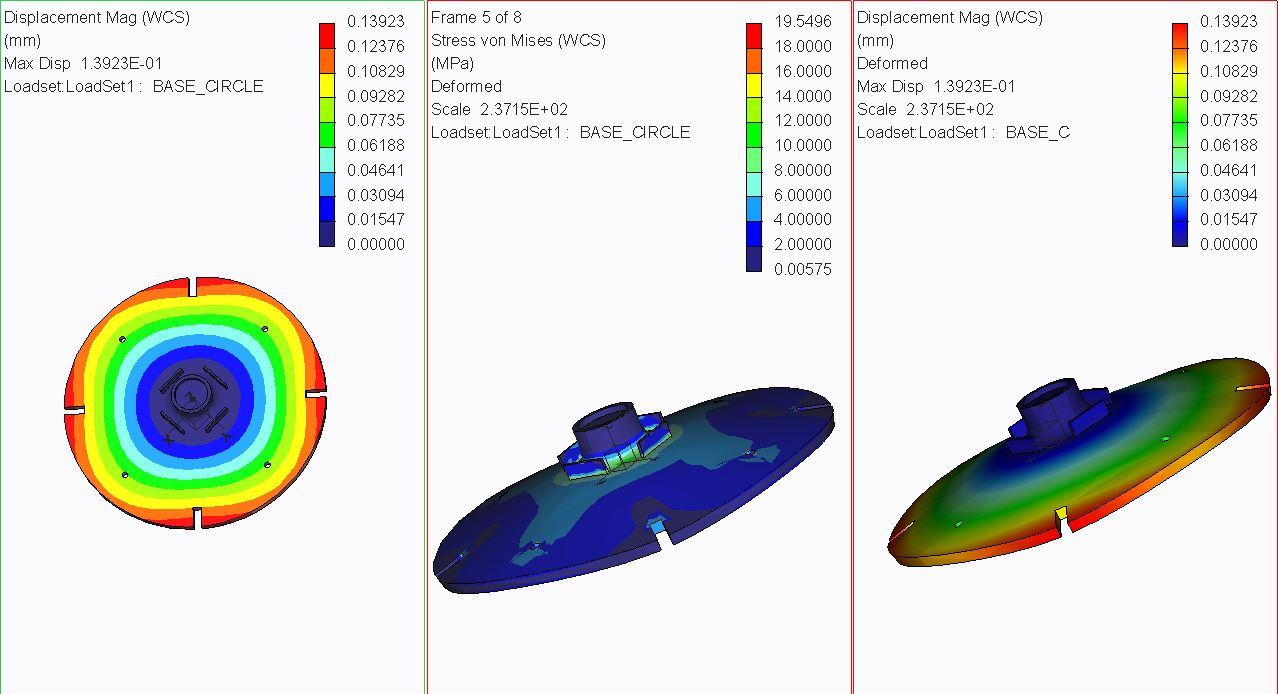 Displacement Mag (WCS)
(mm)
Max Disp 1.3923E-01
Loadset:LoadSet1 : BASE_CIRCLE
0.13923
0.12376
0.10829
0.09282
0.07735
0.06188
0.04641
0.03094
0.01547
0.00000
Frame 5 of 8
Stress von Mises (WCS)
(MPa)
Deformed
Scale 2.3715E+02
Loadset:LoadSet1 : BASE_CIRCLE
19.5496
18.0000
16.0000
14.0000
12.0000
10.0000
8.00000
6.00000
4.00000
2.00000
0.00575
Displacement Mag (WCS)
(mm)
Deformed
Max Disp 1.3923E-01
Scale 2.3715E+02
Loadset:LoadSet1 : BASE_C
0.13923
0.12376
0.10829
0.09282
0.07735
0.06188
0.04641
0.03094
0.01547
0.00000